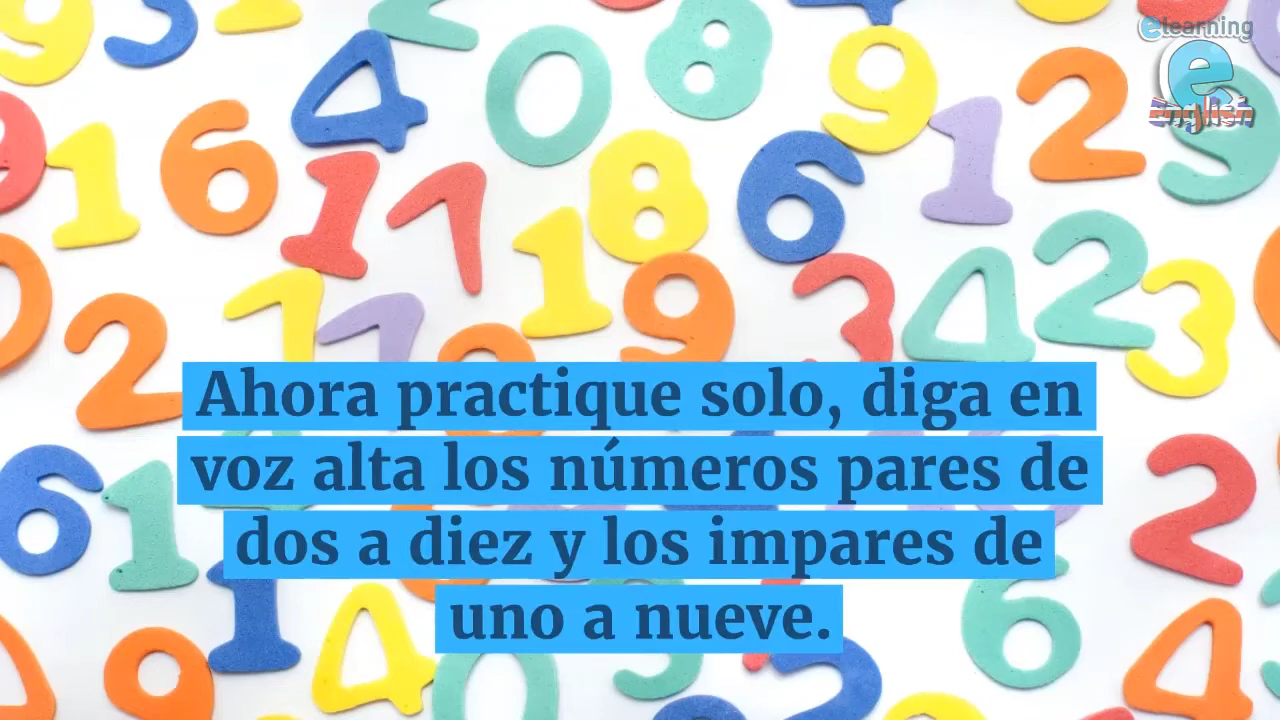 elearning
e
English
Ahora practique solo, diga en
voz alta los números pares de
dos a diez y los impares de
uno a nueve.